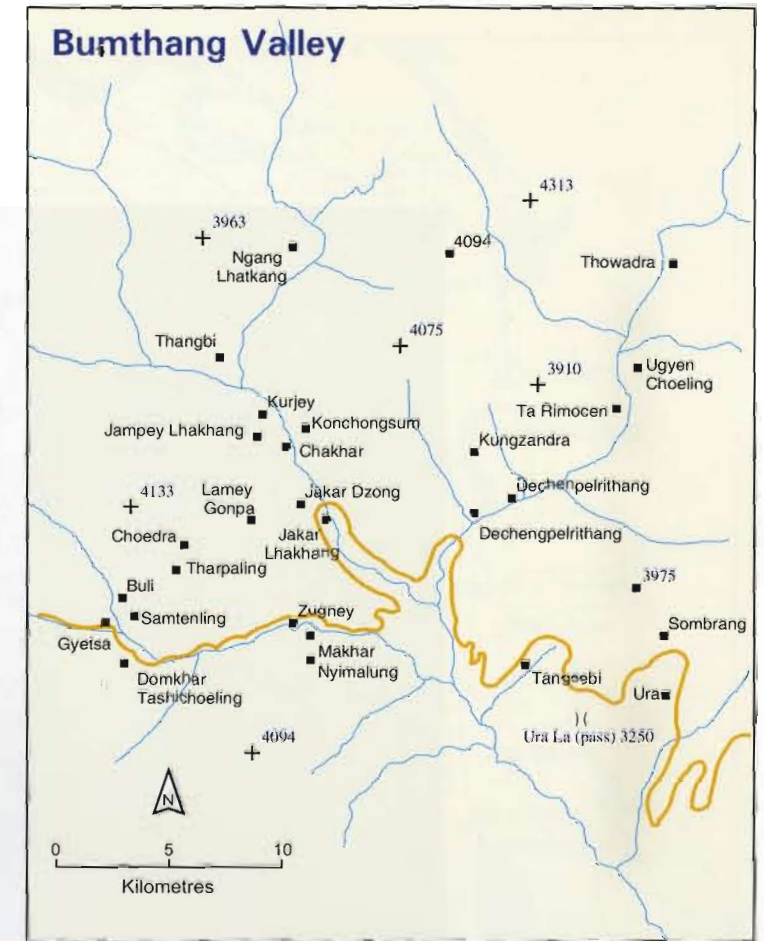 Bumthang Valley
4313
3963
4094
Ngang
Lhatkang
Thowadra
4075
Thangbi
3910
Ugyen
Choeling
Kurjey
Ta Rimocen
Konchongsum
Jampey Lhakhang
Chakhar
Kungzandra
4133
Lamey
Gonpa
Jakar Dzong
Dechenpelrithang
Choedra
Jakar
Lhakhang
Dechengpelrithang
Tharpaling
3975
Buli
Samtenling
Zugney
Sombrang
Gyetsa
Makhar
Nyimalung
Domkhar
Tashichoeling
Tangsebi
Ura
4094
Ura La (pass) 3250
N
0 5 10
Kilometres